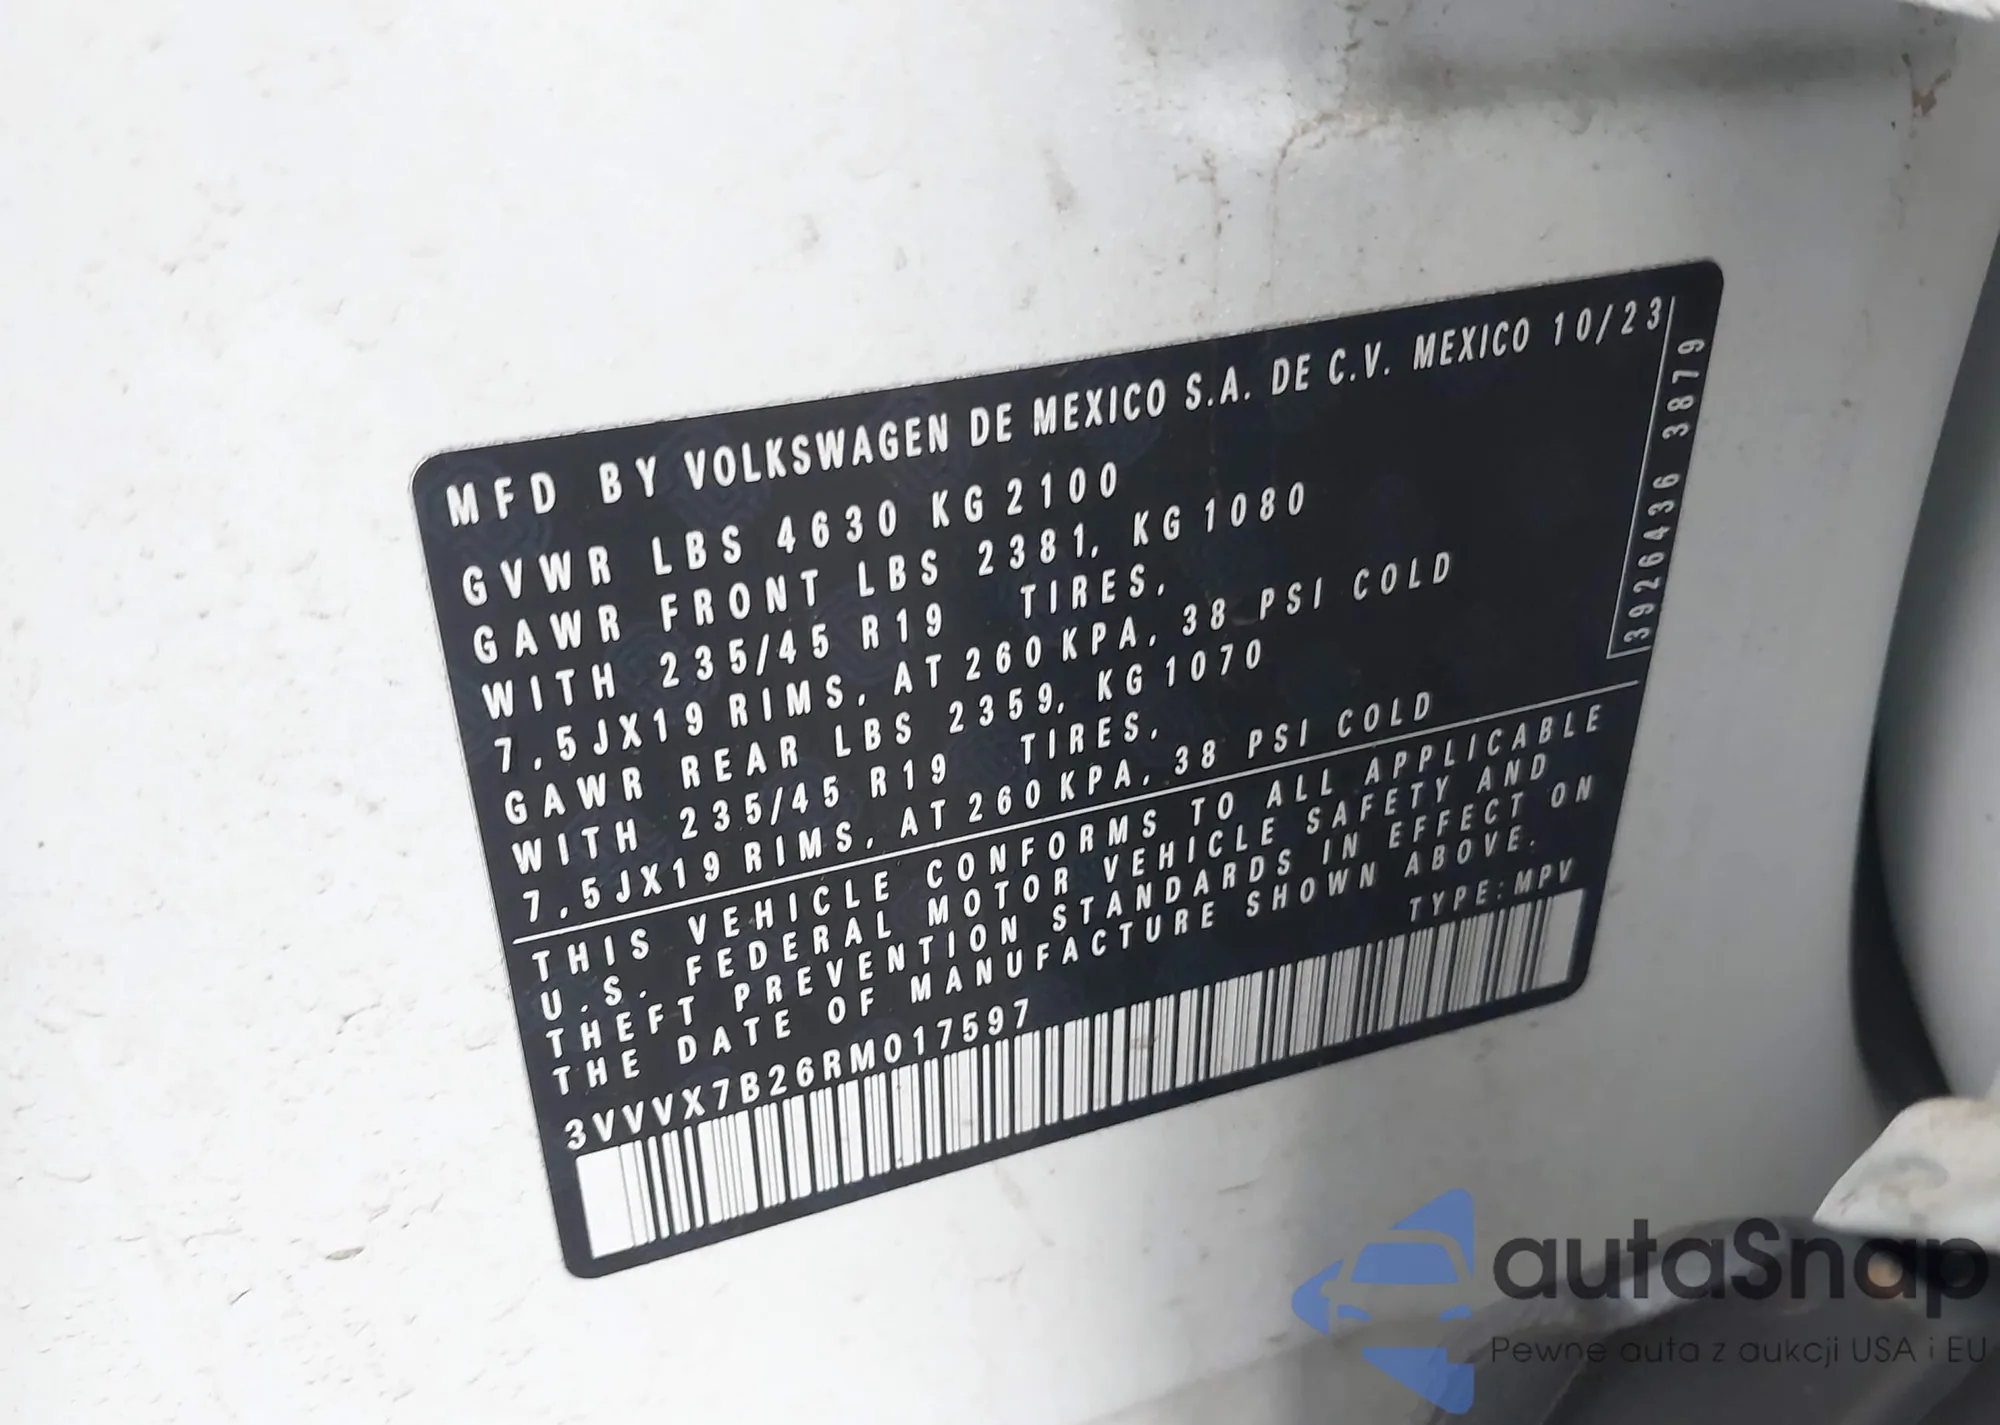 MFD BY VOLKSWAGEN DE MEXICO S.A. DE C.V. MEXICO 10/23
GVWR LBS 4630 KG 2100
GAWR FRONT LBS 2381, KG 1080
WITH 235/45 R19 TIRES,
7.5JX19 RIMS, AT 260 KPA, 38 PSI COLD
GAWR REAR LBS 2359, KG 1070
WITH 235/45 R19 TIRES,
7.5JX19 RIMS, AT 260 KPA, 38 PSI COLD
3926436 3879
THIS VEHICLE CONFORMS TO ALL APPLICABLE
U.S. FEDERAL MOTOR VEHICLE SAFETY AND
THEFT PREVENTION STANDARDS IN EFFECT ON
THE DATE OF MANUFACTURE SHOWN ABOVE.
3VVVX7B26RM017597 TYPE:MPV
autaSnap
Pewne auta z aukcji USA i EU